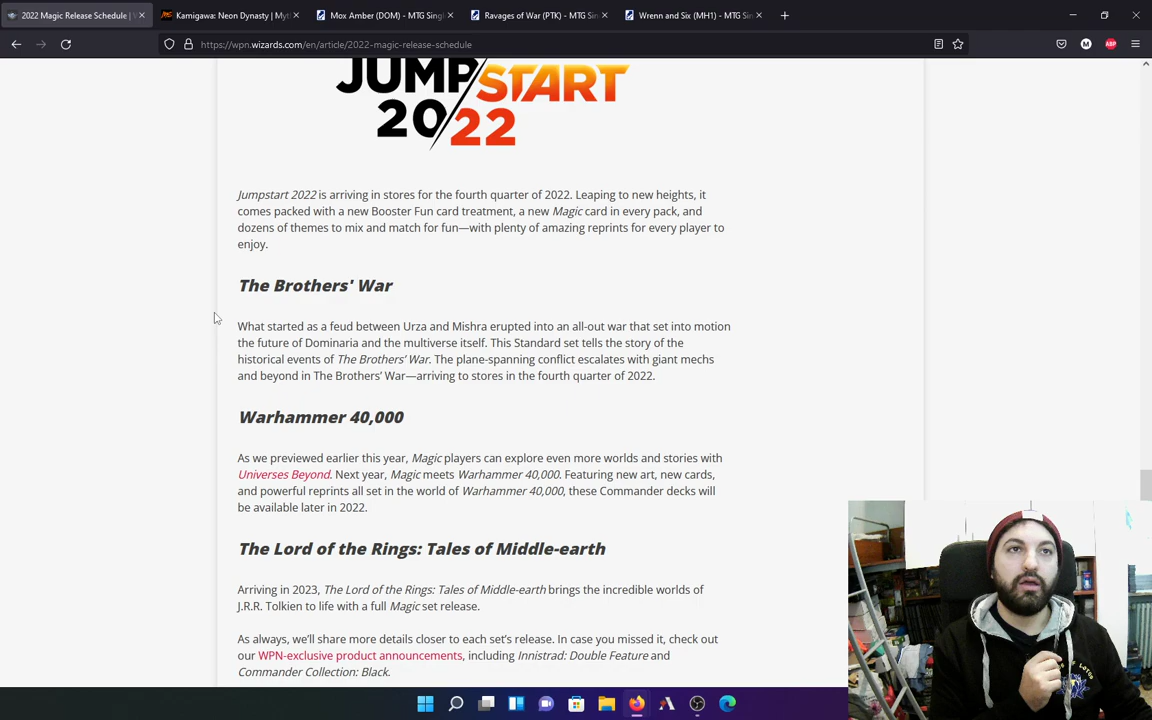 2022 Magic Release Schedule |
Kamigawa: Neon Dynasty | Myt
Mox Amber (DOM) - MTG Singl
Ravages of War (PTK) - MTG Sin
Wrenn and Six (MH1) - MTG Sin
https://wpn.wizards.com/en/article/2022-magic-release-schedule
M
ABP
JUMPSTART
2022
Jumpstart 2022 is arriving in stores for the fourth quarter of 2022. Leaping to new heights, it
comes packed with a new Booster Fun card treatment, a new Magic card in every pack, and
dozens of themes to mix and match for fun—with plenty of amazing reprints for every player to
enjoy.
The Brothers' War
What started as a feud between Urza and Mishra erupted into an all-out war that set into motion
the future of Dominaria and the multiverse itself. This Standard set tells the story of the
historical events of The Brothers’ War. The plane-spanning conflict escalates with giant mechs
and beyond in The Brothers’ War—arriving to stores in the fourth quarter of 2022.
Warhammer 40,000
As we previewed earlier this year, Magic players can explore even more worlds and stories with
Universes Beyond. Next year, Magic meets Warhammer 40,000. Featuring new art, new cards,
and powerful reprints all set in the world of Warhammer 40,000, these Commander decks will
be available later in 2022.
The Lord of the Rings: Tales of Middle-earth
Arriving in 2023, The Lord of the Rings: Tales of Middle-earth brings the incredible worlds of
J.R.R. Tolkien to life with a full Magic set release.
As always, we’ll share more details closer to each set’s release. In case you missed it, check out
our WPN-exclusive product announcements, including Innistrad: Double Feature and
Commander Collection: Black.